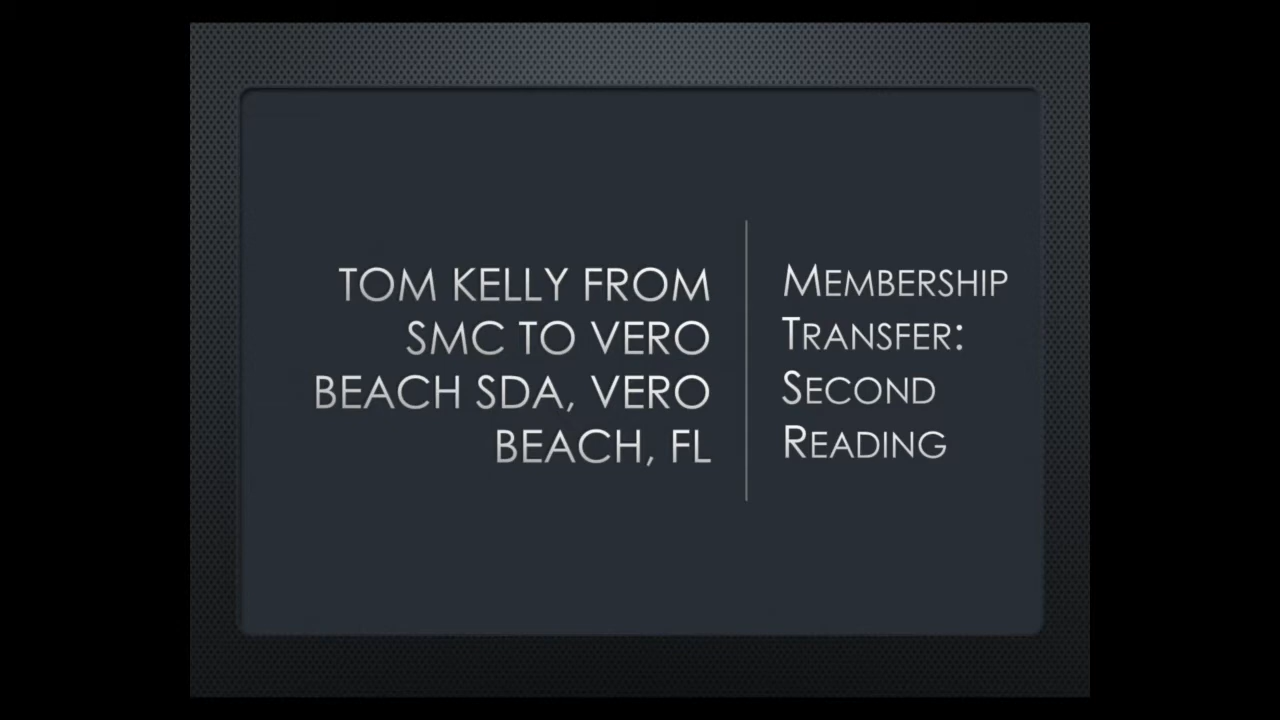 TOM KELLY FROM
SMC TO VERO
BEACH SDA, VERO
BEACH, FL
MEMBERSHIP
TRANSFER:
SECOND
READING